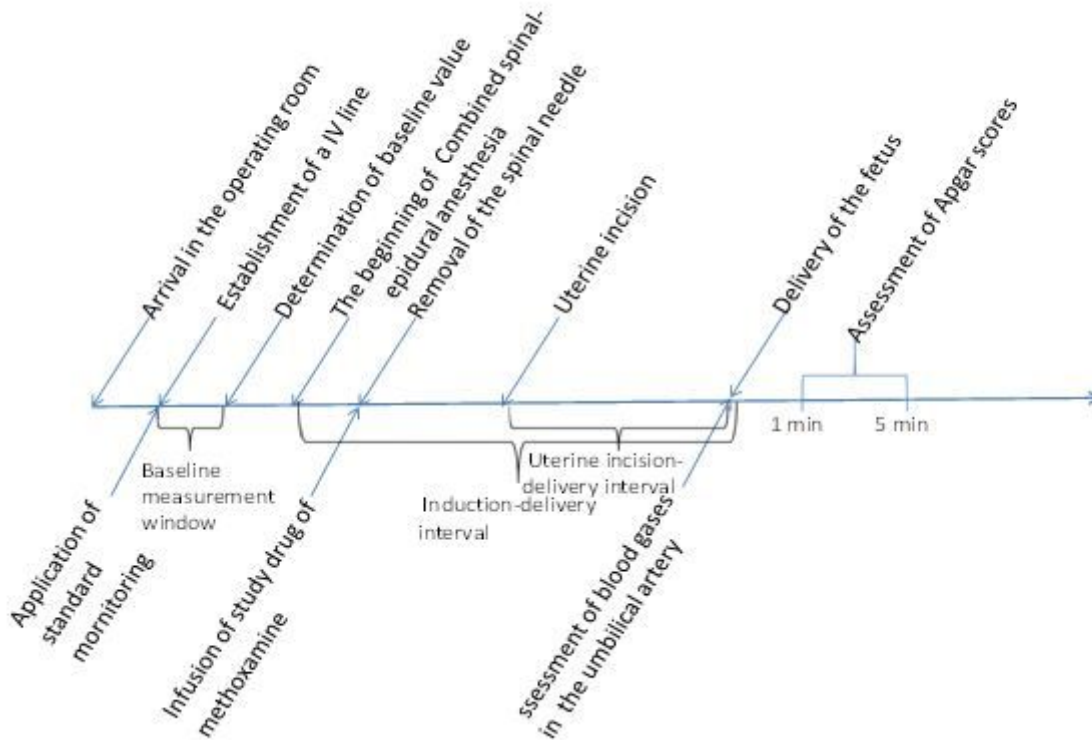 Arrival in the operating room
Establishment of a IV line
Determination of baseline value
The beginning of Combined spinal-
epidural anesthesia
Removal of the spinal needle
Uterine incision
Delivery of the fetus
Assessment of Apgar scores
1 min
5 min
Baseline
measurement
window
Uterine incision-
delivery interval
Induction-delivery
interval
Application of
standard
mornitoring
Infusion of study drug of
methoxamine
ssessment of blood gases
in the umbilical artery